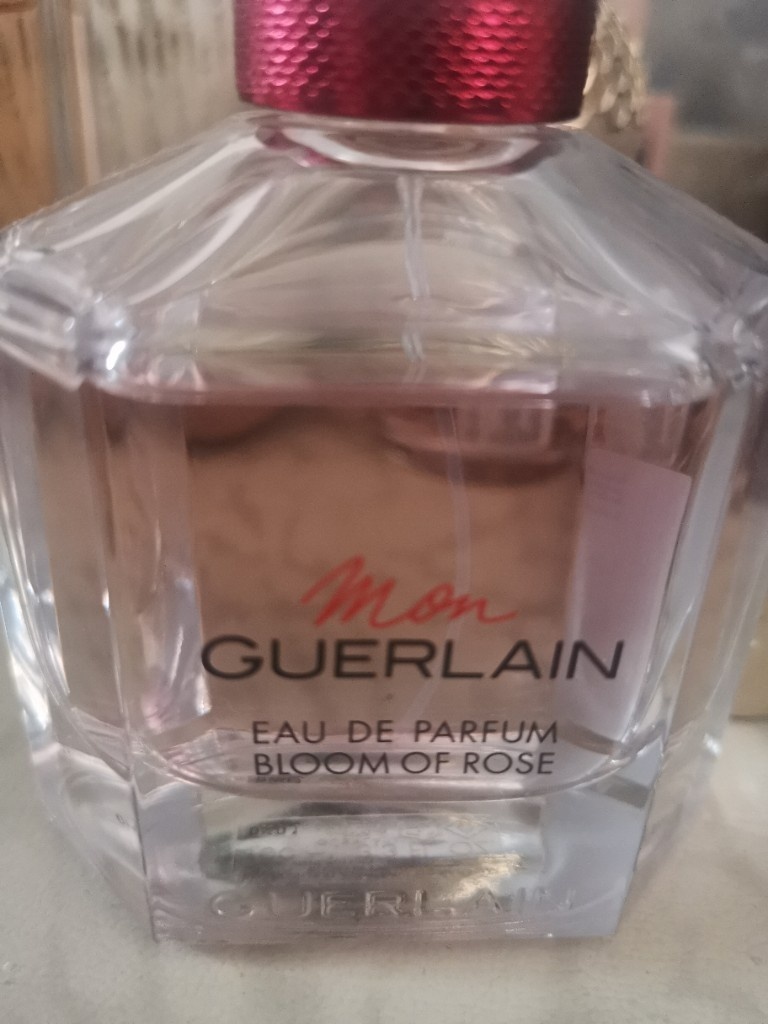 Mon
GUERLAIN
EAU DE PARFUM
BLOOM OF ROSE
GUERLAIN